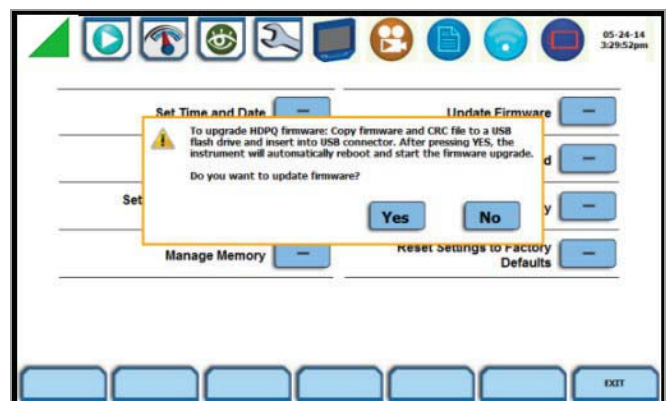 05-24-14
3:29:52pm
Set Time and Date
Update Firmware
To upgrade HDPQ firmware: Copy firmware and CRC file to a USB
flash drive and insert into USB connector. After pressing YES, the
instrument will automatically reboot and start the firmware upgrade.
Do you want to update firmware?
d
Set
y
Yes
No
Manage Memory
Reset Settings to Factory
Defaults
EXIT